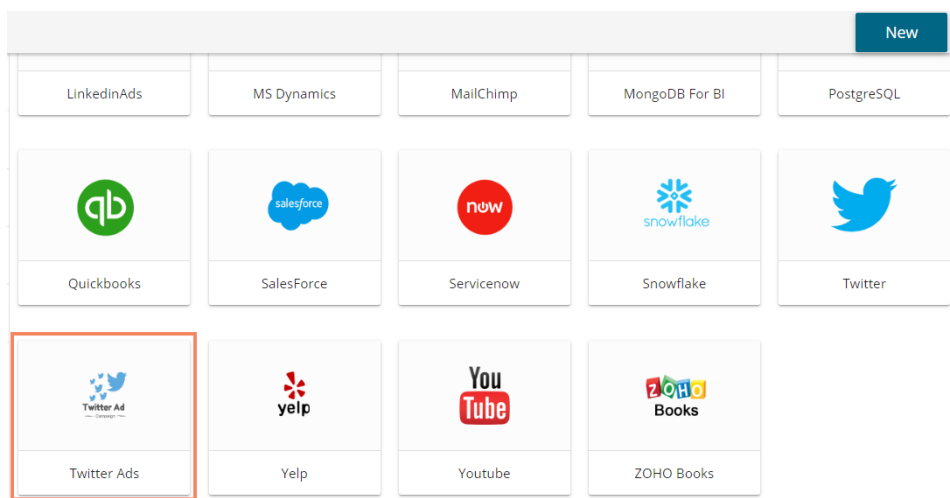 New
LinkedinAds
MS Dynamics
MailChimp
MongoDB For BI
PostgreSQL
qb
salesforce
now
snowflake
Quickbooks
SalesForce
Servicenow
Snowflake
Twitter
Twitter Ad
Campaign
yelp
You
Tube
ZOHO
Books
Twitter Ads
Yelp
Youtube
ZOHO Books